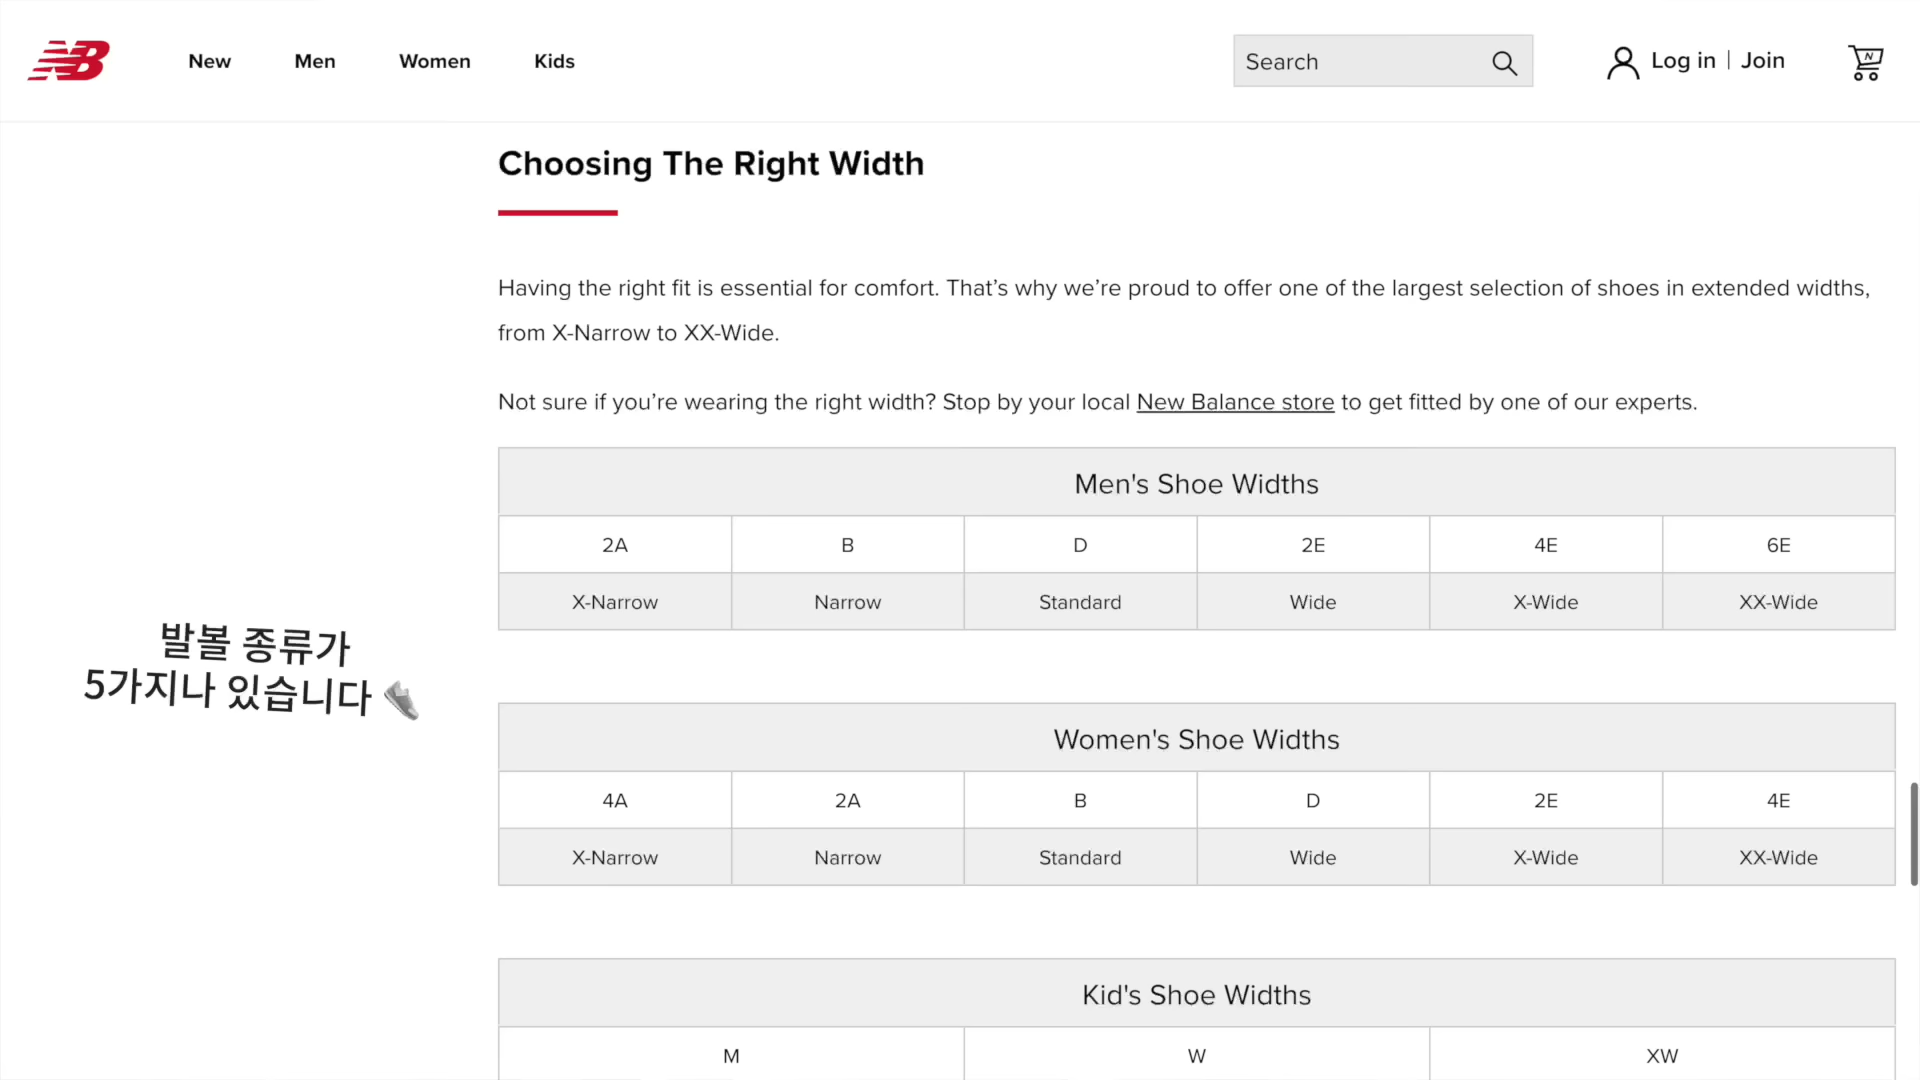 NB
New Men Women Kids
Search
Log in | Join
N
Choosing The Right Width
Having the right fit is essential for comfort. That’s why we’re proud to offer one of the largest selection of shoes in extended widths,
from X-Narrow to XX-Wide.
Not sure if you’re wearing the right width? Stop by your local New Balance store to get fitted by one of our experts.
Men's Shoe Widths
2A B D 2E 4E 6E
X-Narrow Narrow Standard Wide X-Wide XX-Wide
발볼 종류가
5가지나 있습니다
Women's Shoe Widths
4A 2A B D 2E 4E
X-Narrow Narrow Standard Wide X-Wide XX-Wide
Kid's Shoe Widths
M W XW